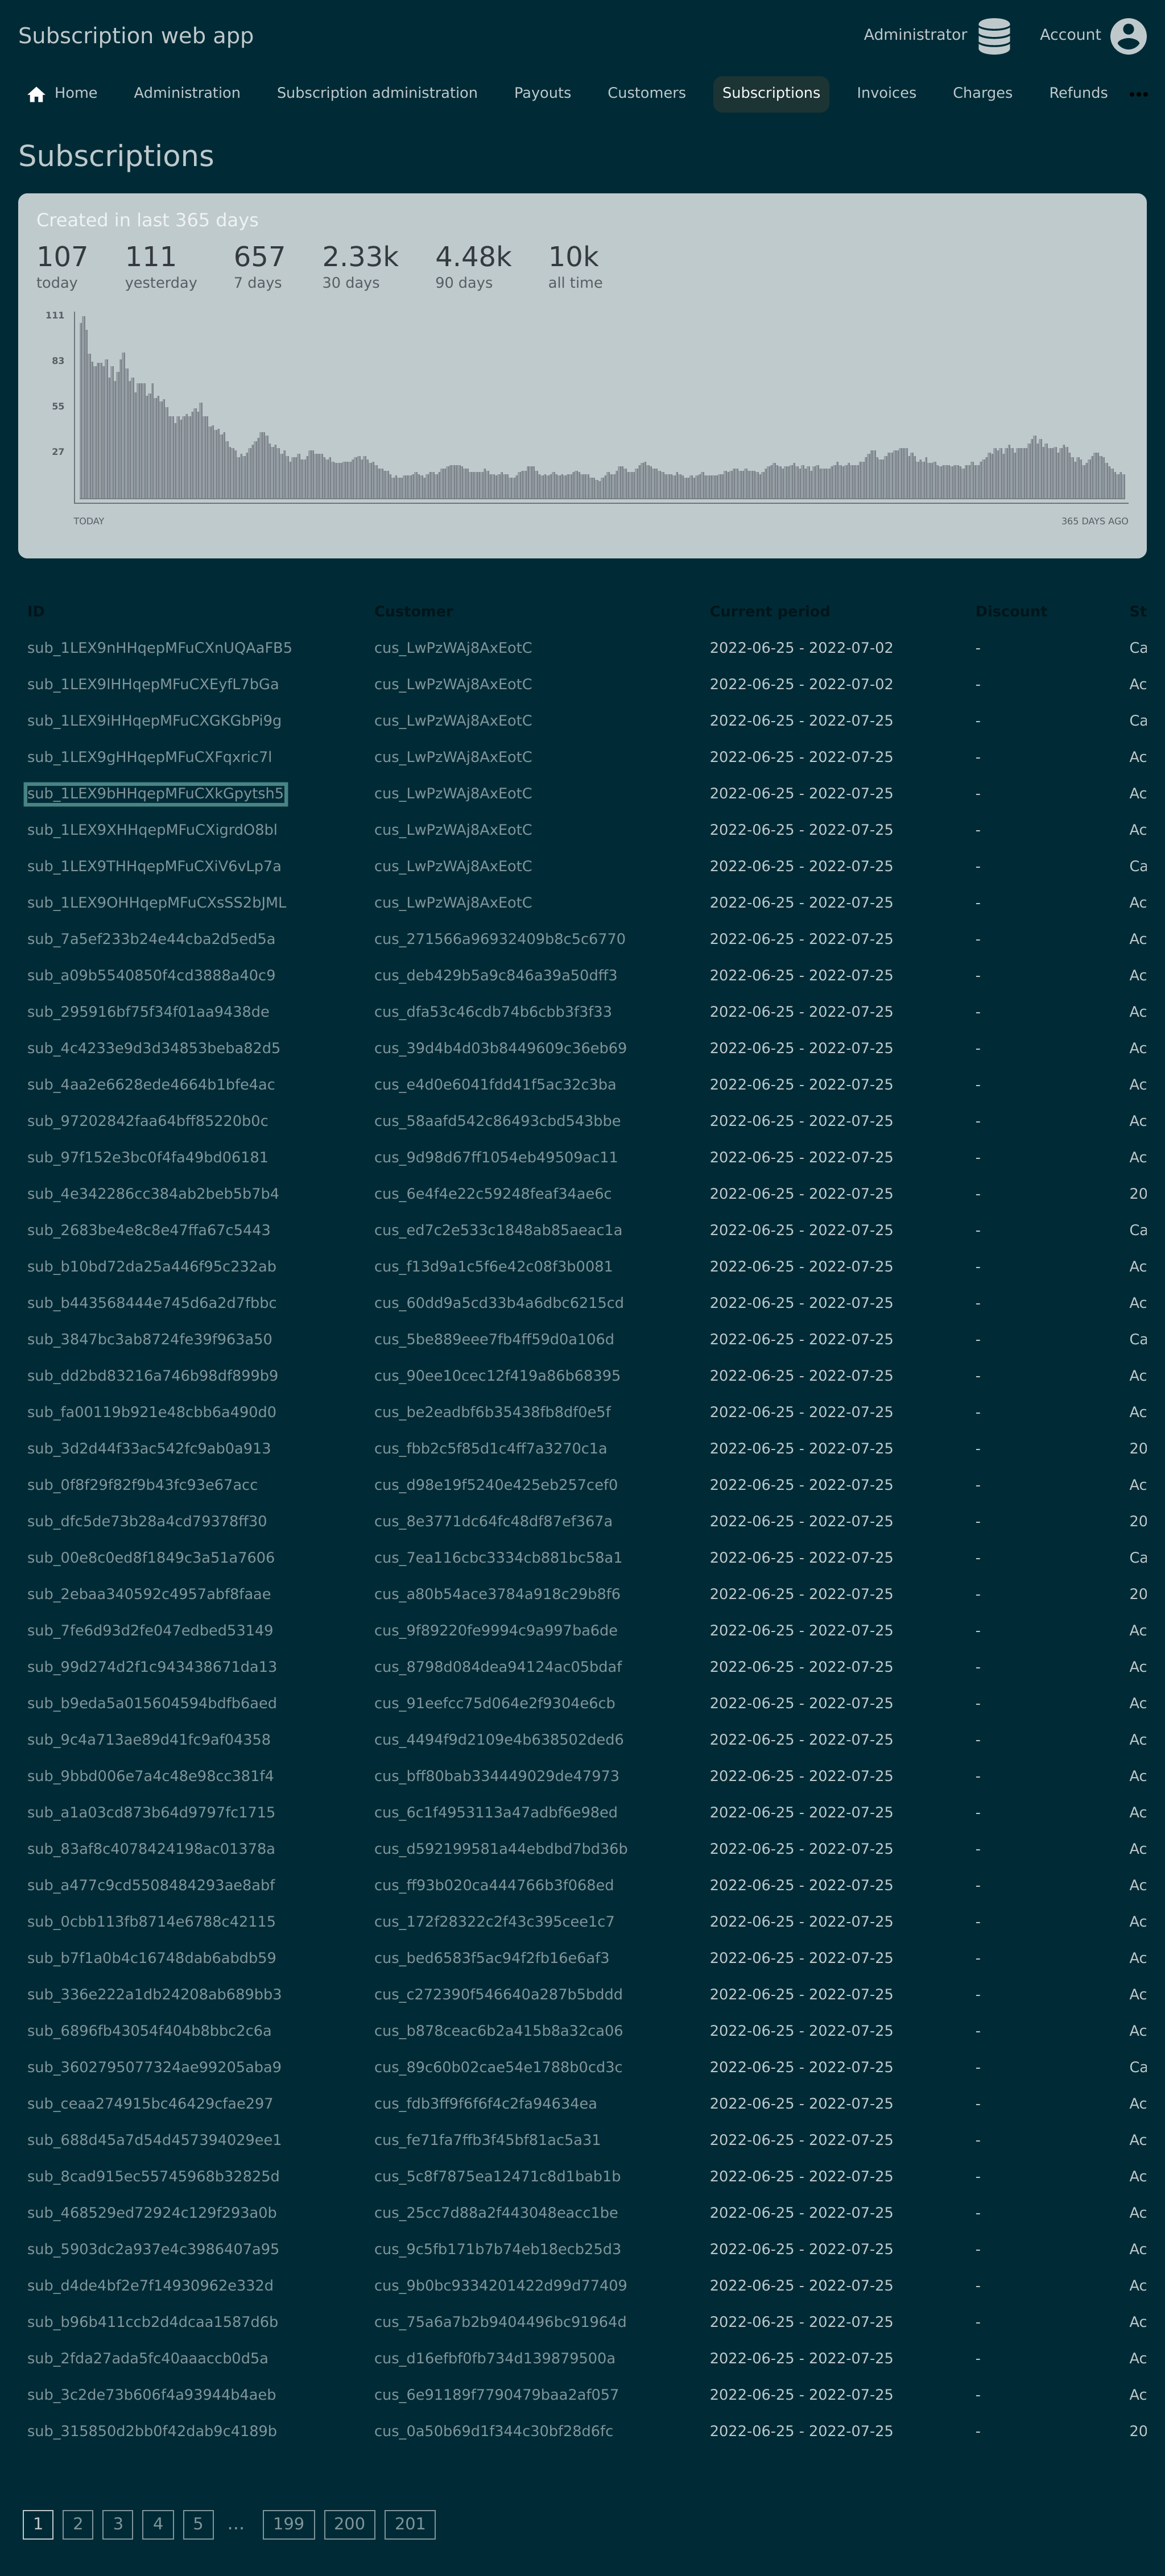 Subscription web app
Administrator
Account
Home Administration Subscription administration Payouts Customers Subscriptions Invoices Charges Refunds •••
Subscriptions
Created in last 365 days
107 111 657 2.33k 4.48k 10k
today yesterday 7 days 30 days 90 days all time
111
83
55
27
TODAY 365 DAYS AGO
ID Customer Current period Discount St
sub_1LEX9nHHqepMFuCXnUQAaFB5 cus_LwPzWAj8AxEotC 2022-06-25 - 2022-07-02 - Ca
sub_1LEX9lHHqepMFuCXEyfL7bGa cus_LwPzWAj8AxEotC 2022-06-25 - 2022-07-02 - Ac
sub_1LEX9iHHqepMFuCXGKGbPi9g cus_LwPzWAj8AxEotC 2022-06-25 - 2022-07-25 - Ca
sub_1LEX9gHHqepMFuCXFqxric7l cus_LwPzWAj8AxEotC 2022-06-25 - 2022-07-25 - Ac
sub_1LEX9bHHqepMFuCXkGpytsh5 cus_LwPzWAj8AxEotC 2022-06-25 - 2022-07-25 - Ac
sub_1LEX9XHHqepMFuCXigrdO8bl cus_LwPzWAj8AxEotC 2022-06-25 - 2022-07-25 - Ac
sub_1LEX9THHqepMFuCXiV6vLp7a cus_LwPzWAj8AxEotC 2022-06-25 - 2022-07-25 - Ca
sub_1LEX9OHHqepMFuCXsSS2bJML cus_LwPzWAj8AxEotC 2022-06-25 - 2022-07-25 - Ac
sub_7a5ef233b24e44cba2d5ed5a cus_271566a96932409b8c5c6770 2022-06-25 - 2022-07-25 - Ac
sub_a09b5540850f4cd3888a40c9 cus_deb429b5a9c846a39a50dff3 2022-06-25 - 2022-07-25 - Ac
sub_295916bf75f34f01aa9438de cus_dfa53c46cdb74b6cbb3f3f33 2022-06-25 - 2022-07-25 - Ac
sub_4c4233e9d3d34853beba82d5 cus_39d4b4d03b8449609c36eb69 2022-06-25 - 2022-07-25 - Ac
sub_4aa2e6628ede4664b1bfe4ac cus_e4d0e6041fdd41f5ac32c3ba 2022-06-25 - 2022-07-25 - Ac
sub_97202842faa64bff85220b0c cus_58aafd542c86493cbd543bbe 2022-06-25 - 2022-07-25 - Ac
sub_97f152e3bc0f4fa49bd06181 cus_9d98d67ff1054eb49509ac11 2022-06-25 - 2022-07-25 - Ac
sub_4e342286cc384ab2beb5b7b4 cus_6e4f4e22c59248feaf34ae6c 2022-06-25 - 2022-07-25 - 20
sub_2683be4e8c8e47ffa67c5443 cus_ed7c2e533c1848ab85aeac1a 2022-06-25 - 2022-07-25 - Ca
sub_b10bd72da25a446f95c232ab cus_f13d9a1c5f6e42c08f3b0081 2022-06-25 - 2022-07-25 - Ac
sub_b443568444e745d6a2d7fbbc cus_60dd9a5cd33b4a6dbc6215cd 2022-06-25 - 2022-07-25 - Ac
sub_3847bc3ab8724fe39f963a50 cus_5be889eee7fb4ff59d0a106d 2022-06-25 - 2022-07-25 - Ca
sub_dd2bd83216a746b98df899b9 cus_90ee10cec12f419a86b68395 2022-06-25 - 2022-07-25 - Ac
sub_fa00119b921e48cbb6a490d0 cus_be2eadbf6b35438fb8df0e5f 2022-06-25 - 2022-07-25 - Ac
sub_3d2d44f33ac542fc9ab0a913 cus_fbb2c5f85d1c4ff7a3270c1a 2022-06-25 - 2022-07-25 - 20
sub_0f8f29f82f9b43fc93e67acc cus_d98e19f5240e425eb257cef0 2022-06-25 - 2022-07-25 - Ac
sub_dfc5de73b28a4cd79378ff30 cus_8e3771dc64fc48df87ef367a 2022-06-25 - 2022-07-25 - 20
sub_00e8c0ed8f1849c3a51a7606 cus_7ea116cbc3334cb881bc58a1 2022-06-25 - 2022-07-25 - Ca
sub_2ebaa340592c4957abf8faae cus_a80b54ace3784a918c29b8f6 2022-06-25 - 2022-07-25 - 20
sub_7fe6d93d2fe047edbed53149 cus_9f89220fe9994c9a997ba6de 2022-06-25 - 2022-07-25 - Ac
sub_99d274d2f1c943438671da13 cus_8798d084dea94124ac05bdaf 2022-06-25 - 2022-07-25 - Ac
sub_b9eda5a015604594bdfb6aed cus_91eefcc75d064e2f9304e6cb 2022-06-25 - 2022-07-25 - Ac
sub_9c4a713ae89d41fc9af04358 cus_4494f9d2109e4b638502ded6 2022-06-25 - 2022-07-25 - Ac
sub_9bbd006e7a4c48e98cc381f4 cus_bff80bab334449029de47973 2022-06-25 - 2022-07-25 - Ac
sub_a1a03cd873b64d9797fc1715 cus_6c1f4953113a47adbf6e98ed 2022-06-25 - 2022-07-25 - Ac
sub_83af8c4078424198ac01378a cus_d592199581a44ebdbd7bd36b 2022-06-25 - 2022-07-25 - Ac
sub_a477c9cd5508484293ae8abf cus_ff93b020ca444766b3f068ed 2022-06-25 - 2022-07-25 - Ac
sub_0cbb113fb8714e6788c42115 cus_172f28322c2f43c395cee1c7 2022-06-25 - 2022-07-25 - Ac
sub_b7f1a0b4c16748dab6abdb59 cus_bed6583f5ac94f2fb16e6af3 2022-06-25 - 2022-07-25 - Ac
sub_336e222a1db24208ab689bb3 cus_c272390f546640a287b5bddd 2022-06-25 - 2022-07-25 - Ac
sub_6896fb43054f404b8bbc2c6a cus_b878ceac6b2a415b8a32ca06 2022-06-25 - 2022-07-25 - Ac
sub_3602795077324ae99205aba9 cus_89c60b02cae54e1788b0cd3c 2022-06-25 - 2022-07-25 - Ca
sub_ceaa274915bc46429cfae297 cus_fdb3ff9f6f6f4c2fa94634ea 2022-06-25 - 2022-07-25 - Ac
sub_688d45a7d54d457394029ee1 cus_fe71fa7ffb3f45bf81ac5a31 2022-06-25 - 2022-07-25 - Ac
sub_8cad915ec55745968b32825d cus_5c8f7875ea12471c8d1bab1b 2022-06-25 - 2022-07-25 - Ac
sub_468529ed72924c129f293a0b cus_25cc7d88a2f443048eacc1be 2022-06-25 - 2022-07-25 - Ac
sub_5903dc2a937e4c3986407a95 cus_9c5fb171b7b74eb18ecb25d3 2022-06-25 - 2022-07-25 - Ac
sub_d4de4bf2e7f14930962e332d cus_9b0bc9334201422d99d77409 2022-06-25 - 2022-07-25 - Ac
sub_b96b411ccb2d4dcaa1587d6b cus_75a6a7b2b9404496bc91964d 2022-06-25 - 2022-07-25 - Ac
sub_2fda27ada5fc40aaaccb0d5a cus_d16efbf0fb734d139879500a 2022-06-25 - 2022-07-25 - Ac
sub_3c2de73b606f4a93944b4aeb cus_6e91189f7790479baa2af057 2022-06-25 - 2022-07-25 - Ac
sub_315850d2bb0f42dab9c4189b cus_0a50b69d1f344c30bf28d6fc 2022-06-25 - 2022-07-25 - 20
1 2 3 4 5 ... 199 200 201